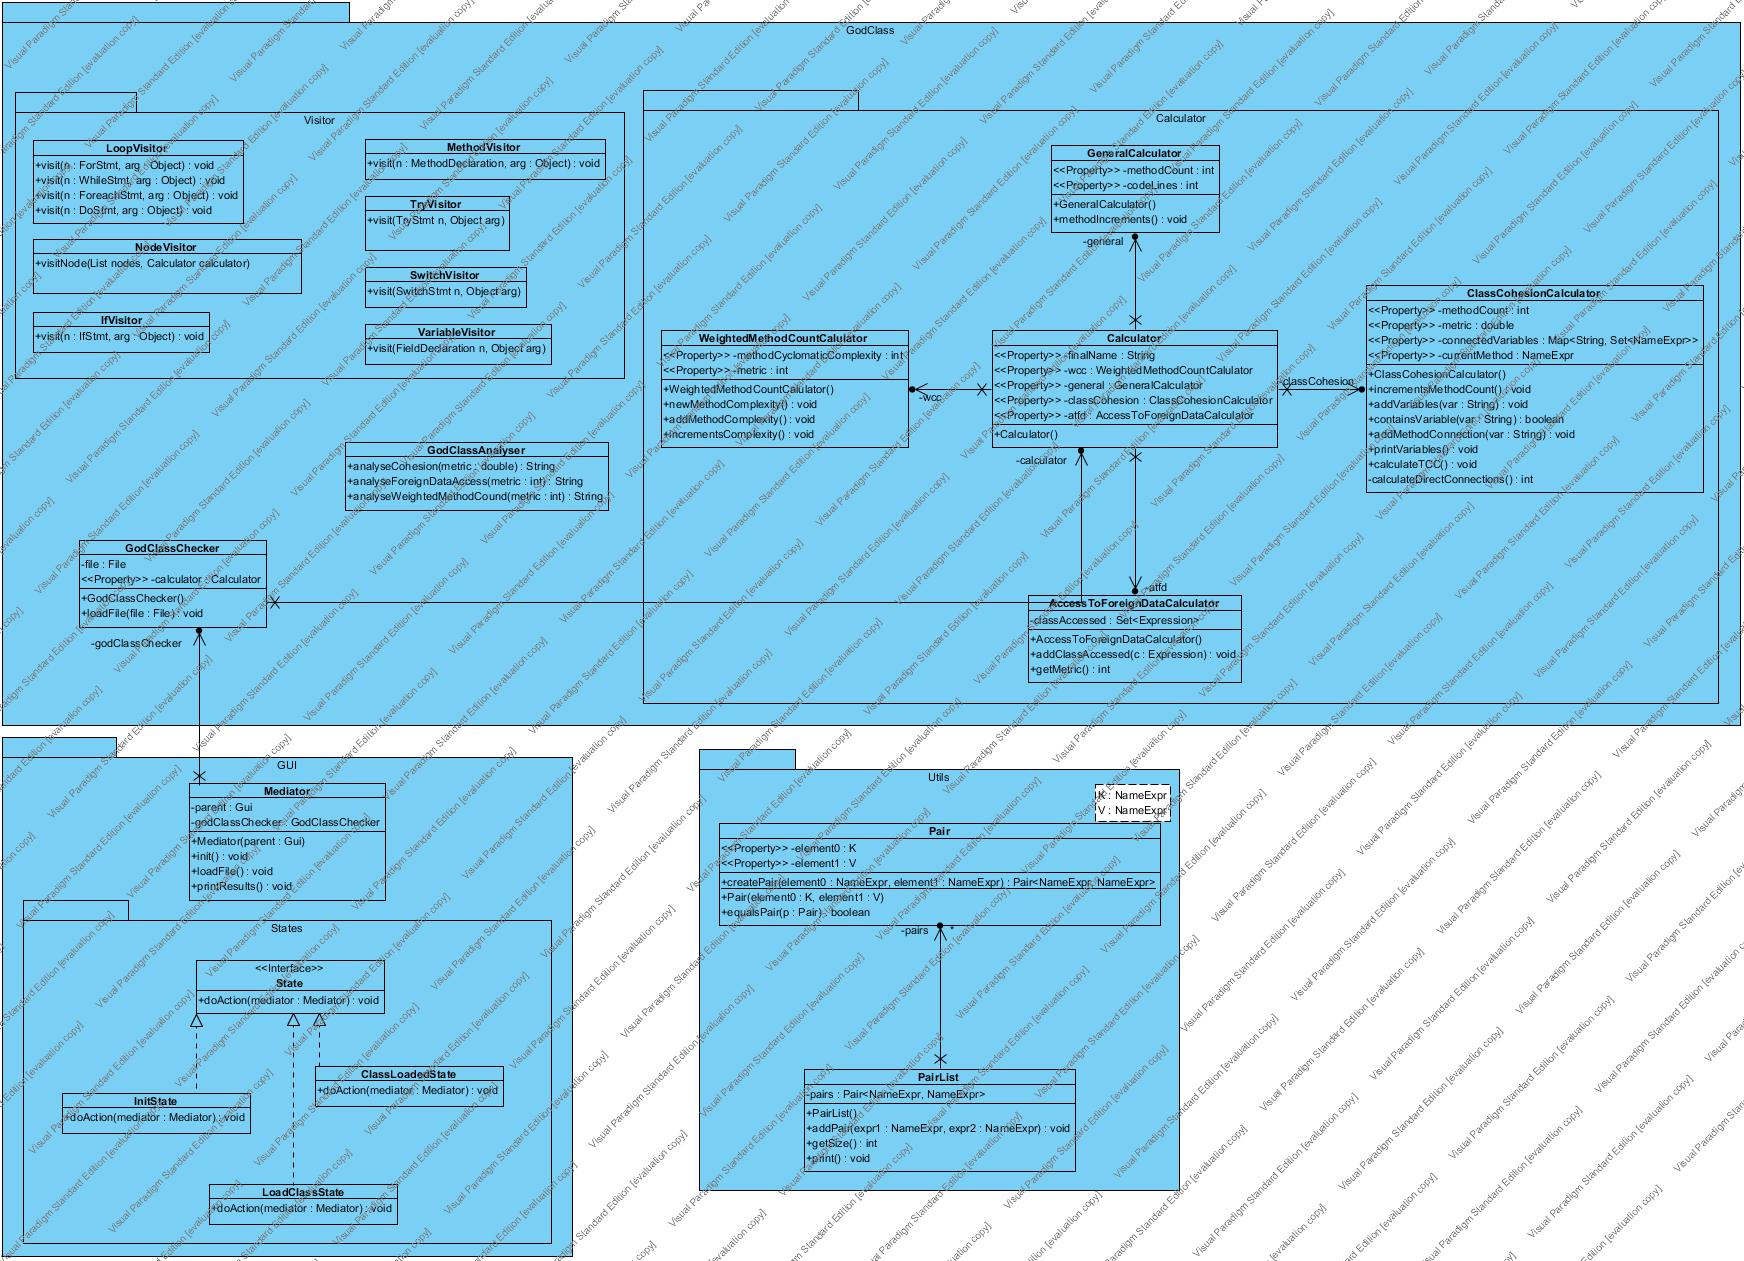 GodClass
Visitor
LoopVisitor
+visit(n : ForStmt, arg : Object) : void
+visit(n : WhileStmt, arg : Object) : void
+visit(n : ForeachStmt, arg : Object) : void
+visit(n : DoStmt, arg : Object) : void
MethodVisitor
+visit(n : MethodDeclaration, arg : Object) : void
TryVisitor
+visit(TryStmt n, Object arg)
NodeVisitor
+visitNode(List nodes, Calculator calculator)
SwitchVisitor
+visit(SwitchStmt n, Object arg)
IfVisitor
+visit(n : IfStmt, arg : Object) : void
VariableVisitor
+visit(FieldDeclaration n, Object arg)
Calculator
GeneralCalculator
<<Property>> -methodCount : int
<<Property>> -codeLines : int
+GeneralCalculator()
+methodIncrements() : void
-general
WeightedMethodCountCalulator
<<Property>> -methodCyclomaticComplexity : int
<<Property>> -metric : int
+WeightedMethodCountCalulator()
+newMethodComplexity() : void
+addMethodComplexity() : void
+incrementsComplexity() : void
-wcc
Calculator
<<Property>> -finalName : String
<<Property>> -wcc : WeightedMethodCountCalulator
<<Property>> -general : GeneralCalculator
<<Property>> -classCohesion : ClassCohesionCalculator
<<Property>> -atfd : AccessToForeignDataCalculator
+Calculator()
-classCohesion
ClassCohesionCalculator
<<Property>> -methodCount : int
<<Property>> -metric : double
<<Property>> -connectedVariables : Map<String, Set<NameExpr>>
<<Property>> -currentMethod : NameExpr
+ClassCohesionCalculator()
+incrementsMethodCount() : void
+addVariables(var : String) : void
+containsVariable(var : String) : boolean
+addMethodConnection(var : String) : void
+printVariables() : void
+calculateTCC() : void
-calculateDirectConnections() : int
-calculator
-atfd
AccessToForeignDataCalculator
-classAccessed : Set<Expression>
+AccessToForeignDataCalculator()
+addClassAccessed(c : Expression) : void
+getMetric() : int
GodClassAnalyser
+analyseCohesion(metric : double) : String
+analyseForeignDataAccess(metric : int) : String
+analyseWeightedMethodCound(metric : int) : String
GodClassChecker
-file : File
<<Property>> -calculator : Calculator
+GodClassChecker()
+loadFile(file : File) : void
-godClassChecker
GUI
Mediator
-parent : Gui
-godClassChecker : GodClassChecker
+Mediator(parent : Gui)
+init() : void
+loadFile() : void
+printResults() : void
States
<<Interface>>
State
+doAction(mediator : Mediator) : void
ClassLoadedState
+doAction(mediator : Mediator) : void
InitState
+doAction(mediator : Mediator) : void
LoadClassState
+doAction(mediator : Mediator) : void
Utils
K : NameExpr
V : NameExpr
Pair
<<Property>> -element0 : K
<<Property>> -element1 : V
+createPair(element0 : NameExpr, element1 : NameExpr) : Pair<NameExpr, NameExpr>
+Pair(element0 : K, element1 : V)
+equalsPair(p : Pair) : boolean
-pairs
*
PairList
-pairs : Pair<NameExpr, NameExpr>
+PairList()
+addPair(expr1 : NameExpr, expr2 : NameExpr) : void
+getSize() : int
+print() : void
Visual Paradigm Standard Edition [evaluation copy]